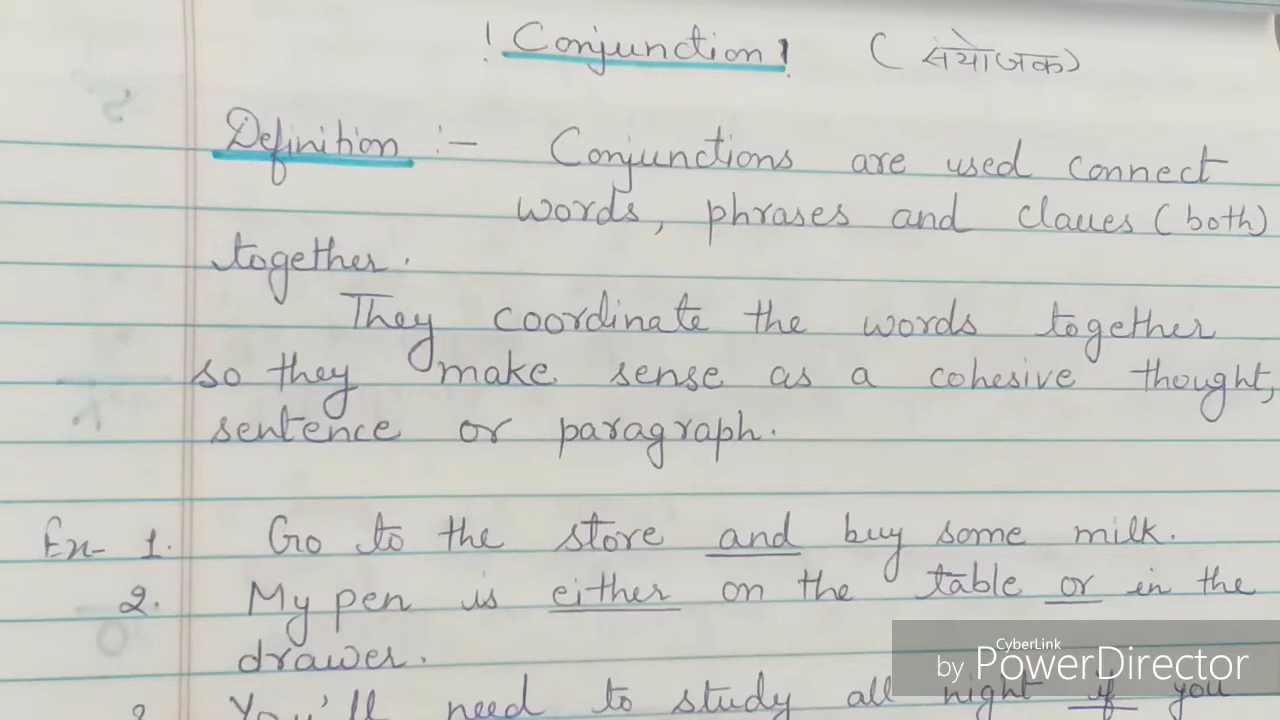 ! Conjunction! (संयोजक)
Definition :- Conjunctions are used connect
words, phrases and claues (both)
together.
They coordinate the words together
so they make sense as a cohesive thought,
sentence or paragraph.
Ex- 1. Go to the store and buy some milk.
2. My pen is either on the table or in the
drawer.
You'll need to study all night if you
CyberLink
by PowerDirector